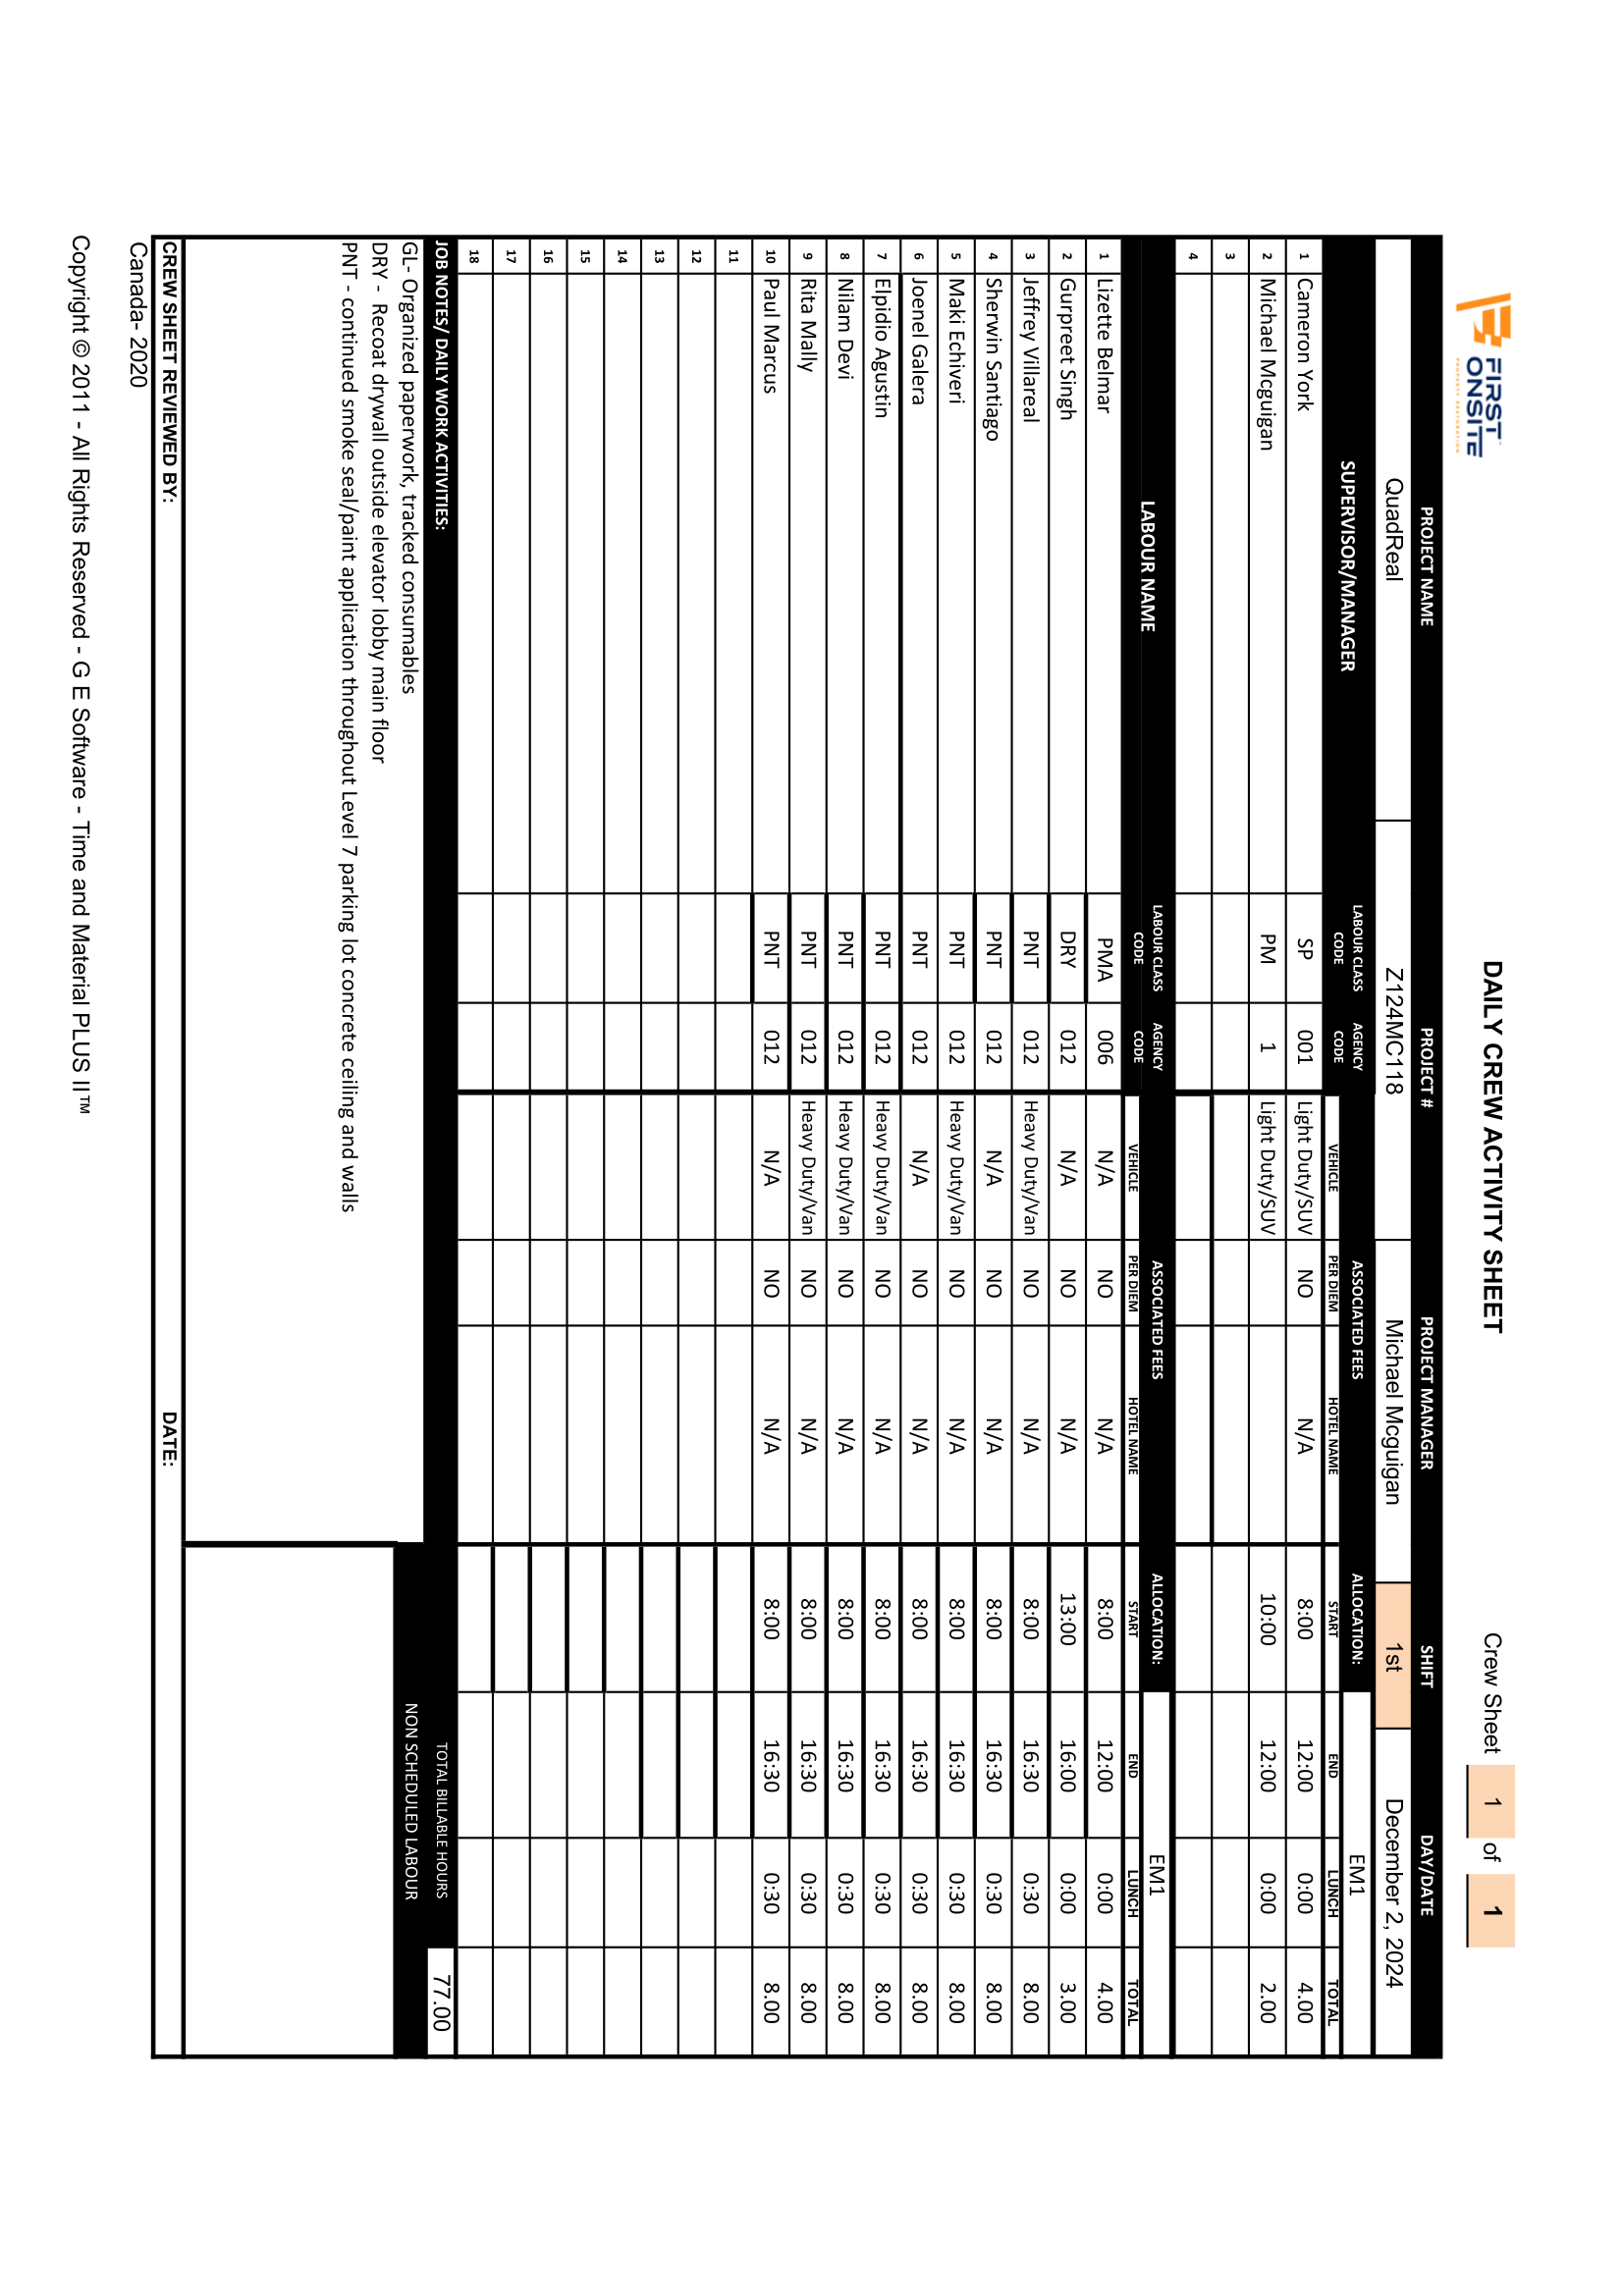 FIRST
ONSITE
PROPERTY RESTORATION
DAILY CREW ACTIVITY SHEET
Crew Sheet 1 of 1
PROJECT NAME PROJECT # PROJECT MANAGER SHIFT DAY/DATE
QuadReal Z124MC118 Michael Mcguigan 1st December 2, 2024
SUPERVISOR/MANAGER LABOUR CLASS CODE AGENCY CODE ASSOCIATED FEES ALLOCATION: EM1
VEHICLE PER DIEM HOTEL NAME START END LUNCH TOTAL
1 Cameron York SP 001 Light Duty/SUV NO N/A 8:00 12:00 0:00 4.00
2 Michael Mcguigan PM 1 Light Duty/SUV 10:00 12:00 0:00 2.00
3
4
LABOUR NAME LABOUR CLASS CODE AGENCY CODE ASSOCIATED FEES ALLOCATION: EM1
VEHICLE PER DIEM HOTEL NAME START END LUNCH TOTAL
1 Lizette Belmar PMA 006 N/A NO N/A 8:00 12:00 0:00 4.00
2 Gurpreet Singh DRY 012 N/A NO N/A 13:00 16:00 0:00 3.00
3 Jeffrey Villareal PNT 012 Heavy Duty/Van NO N/A 8:00 16:30 0:30 8.00
4 Sherwin Santiago PNT 012 N/A NO N/A 8:00 16:30 0:30 8.00
5 Maki Echiveri PNT 012 Heavy Duty/Van NO N/A 8:00 16:30 0:30 8.00
6 Joenel Galera PNT 012 N/A NO N/A 8:00 16:30 0:30 8.00
7 Elpidio Agustin PNT 012 Heavy Duty/Van NO N/A 8:00 16:30 0:30 8.00
8 Nilam Devi PNT 012 Heavy Duty/Van NO N/A 8:00 16:30 0:30 8.00
9 Rita Mally PNT 012 Heavy Duty/Van NO N/A 8:00 16:30 0:30 8.00
10 Paul Marcus PNT 012 N/A NO N/A 8:00 16:30 0:30 8.00
11
12
13
14
15
16
17
18
JOB NOTES/ DAILY WORK ACTIVITIES: TOTAL BILLABLE HOURS 77.00
NON SCHEDULED LABOUR
GL- Organized paperwork, tracked consumables
DRY - Recoat drywall outside elevator lobby main floor
PNT - continued smoke seal/paint application throughout Level 7 parking lot concrete ceiling and walls
CREW SHEET REVIEWED BY: DATE:
Canada- 2020
Copyright © 2011 - All Rights Reserved - G E Software - Time and Material PLUS II™